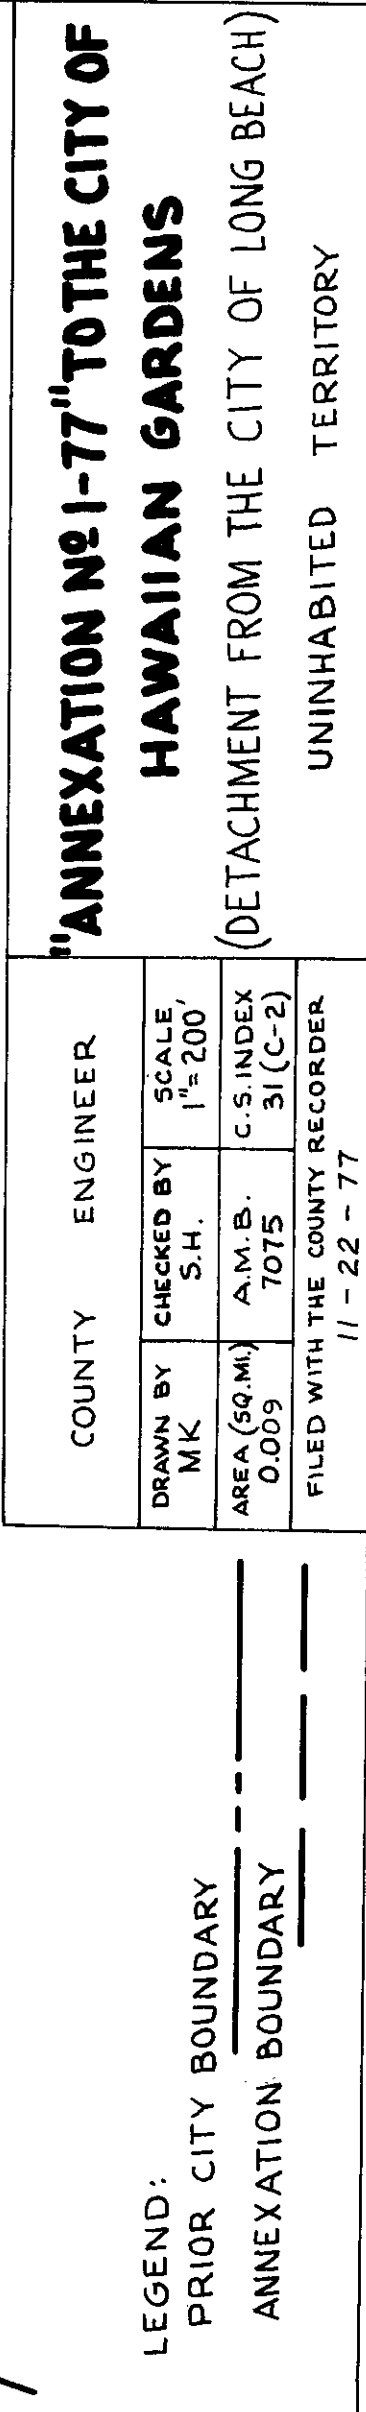 LEGEND:
PRIOR CITY BOUNDARY
ANNEXATION BOUNDARY
COUNTY ENGINEER
DRAWN BY
MK
CHECKED BY
S.H.
SCALE
1"=200'
AREA (SQ.MI.)
0.009
A.M.B.
7075
C.S. INDEX
31 (C-2)
FILED WITH THE COUNTY RECORDER
11-22-77
"ANNEXATION Nº 1-77" TO THE CITY OF
HAWAIIAN GARDENS
(DETACHMENT FROM THE CITY OF LONG BEACH)
UNINHABITED TERRITORY